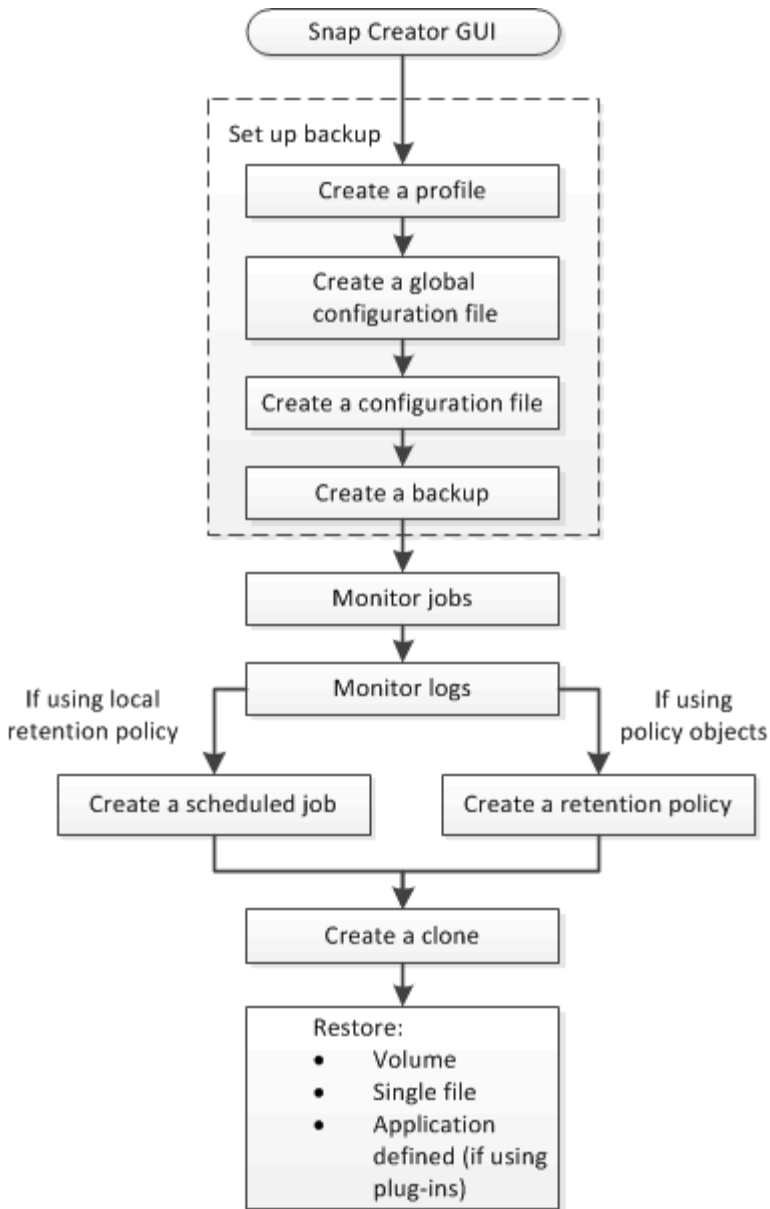 Snap Creator GUI
Set up backup
Create a profile
Create a global
configuration file
Create a configuration file
Create a backup
Monitor jobs
Monitor logs
If using local
retention policy
If using
policy objects
Create a scheduled job
Create a retention policy
Create a clone
Restore:
• Volume
• Single file
• Application
defined (if using
plug-ins)